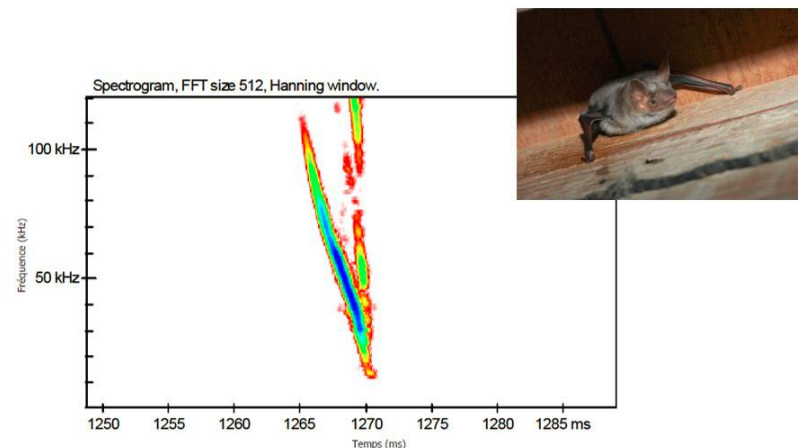 Spectrogram, FFT size 512, Hanning window.
100 kHz
50 kHz
Fréquence (kHz)
1250 1255 1260 1265 1270 1275 1280 1285 ms
Temps (ms)